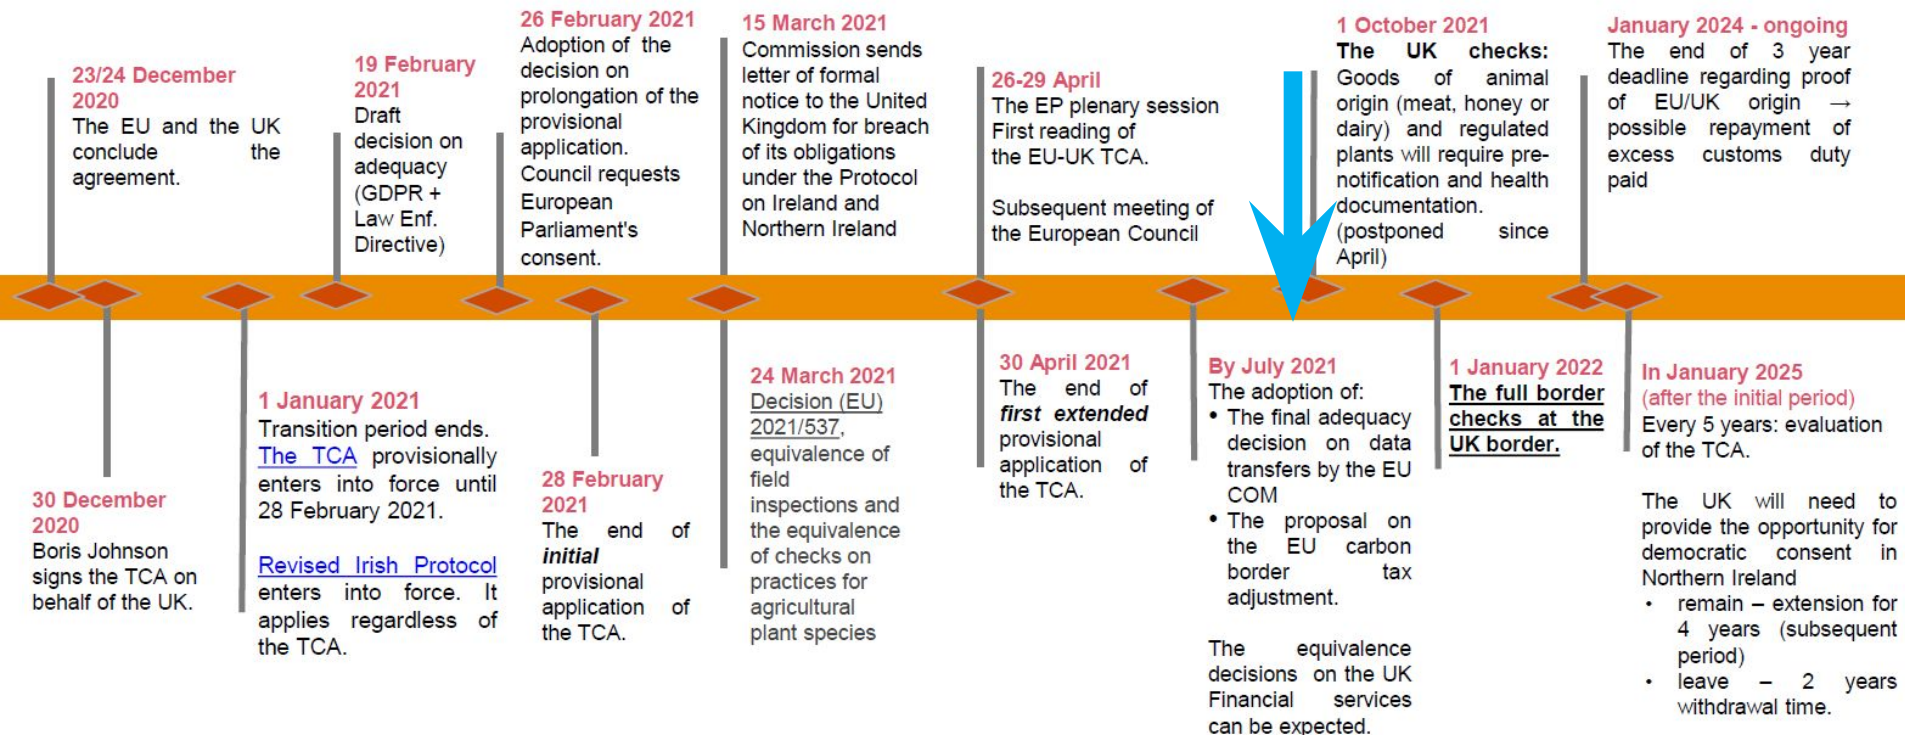 23/24 December
2020
The EU and the UK
conclude the
agreement.
19 February
2021
Draft
decision on
adequacy
(GDPR +
Law Enf.
Directive)
26 February 2021
Adoption of the
decision on
prolongation of the
provisional
application.
Council requests
European
Parliament's
consent.
15 March 2021
Commission sends
letter of formal
notice to the United
Kingdom for breach
of its obligations
under the Protocol
on Ireland and
Northern Ireland
26-29 April
The EP plenary session
First reading of
the EU-UK TCA.
Subsequent meeting of
the European Council
1 October 2021
The UK checks:
Goods of animal
origin (meat, honey or
dairy) and regulated
plants will require pre-
notification and health
documentation.
(postponed since
April)
January 2024 - ongoing
The end of 3 year
deadline regarding proof
of EU/UK origin →
possible repayment of
excess customs duty
paid
30 December
2020
Boris Johnson
signs the TCA on
behalf of the UK.
1 January 2021
Transition period ends.
The TCA provisionally
enters into force until
28 February 2021.
Revised Irish Protocol
enters into force. It
applies regardless of
the TCA.
28 February
2021
The end of
initial
provisional
application of
the TCA.
24 March 2021
Decision (EU)
2021/537,
equivalence of
field
inspections and
the equivalence
of checks on
practices for
agricultural
plant species
30 April 2021
The end of
first extended
provisional
application of
the TCA.
By July 2021
The adoption of:
• The final adequacy
decision on data
transfers by the EU
COM
• The proposal on
the EU carbon
border tax
adjustment.
The equivalence
decisions on the UK
Financial services
can be expected.
1 January 2022
The full border
checks at the
UK border.
In January 2025
(after the initial period)
Every 5 years: evaluation
of the TCA.
The UK will need to
provide the opportunity for
democratic consent in
Northern Ireland
• remain – extension for
4 years (subsequent
period)
• leave – 2 years
withdrawal time.